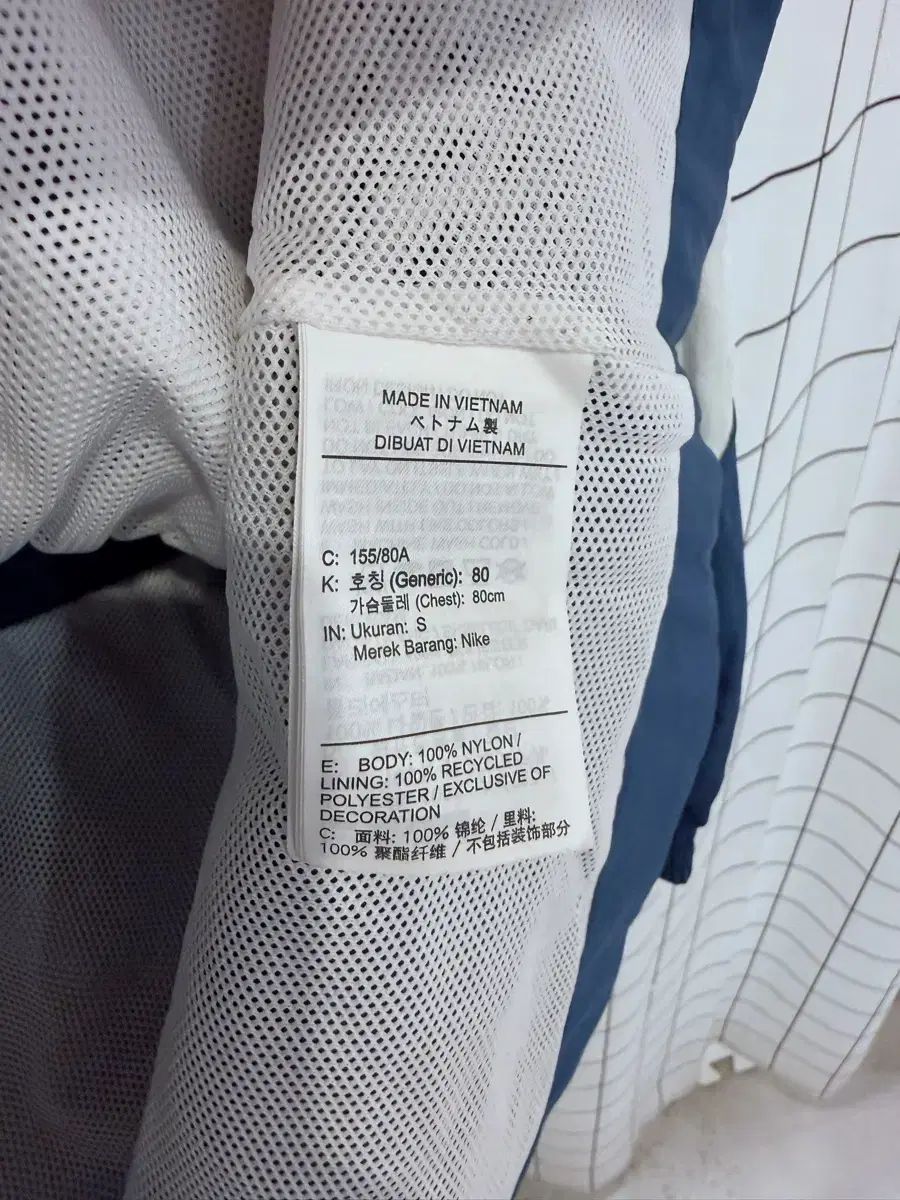 MADE IN VIETNAM
ベトナム製
DIBUAT DI VIETNAM
C: 155/80A
K: 호칭 (Generic): 80
가슴둘레 (Chest): 80cm
IN: Ukuran: S
Merek Barang: Nike
E: BODY: 100% NYLON /
LINING: 100% RECYCLED
POLYESTER / EXCLUSIVE OF
DECORATION
C: 面料: 100% 锦纶 / 里料:
100% 聚酯纤维 / 不包括装饰部分